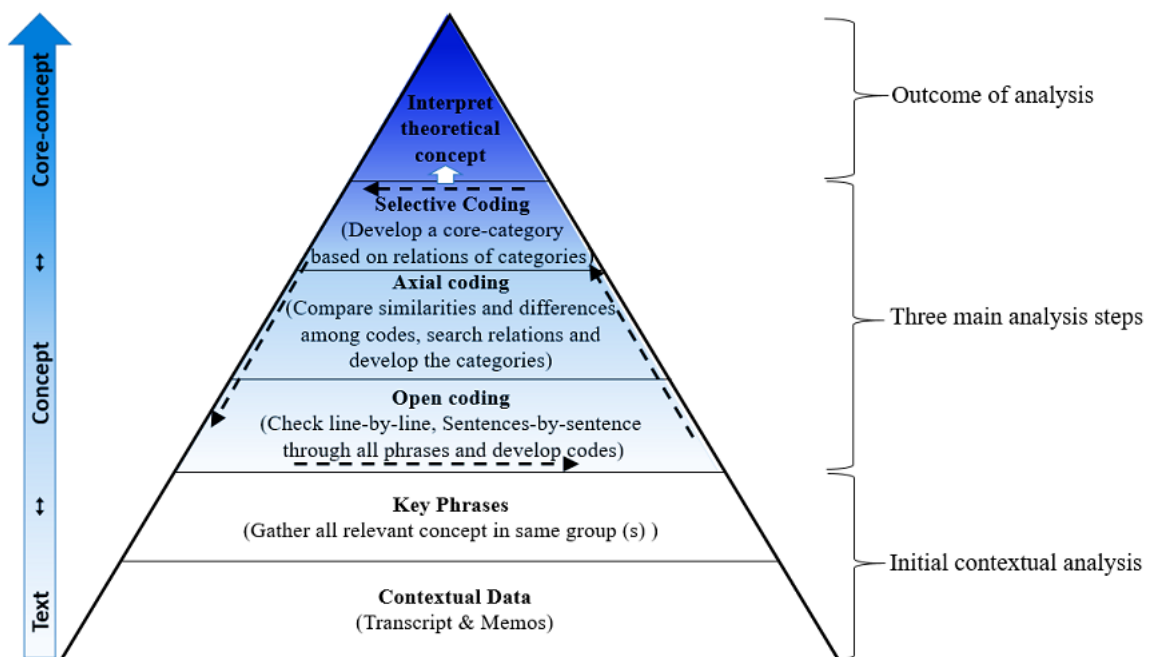 Core-concept
↔
Concept
↔
Text
Interpret
theoretical
concept
Selective Coding
(Develop a core-category
based on relations of categories)
Axial coding
(Compare similarities and differences
among codes, search relations and
develop the categories)
Open coding
(Check line-by-line, Sentences-by-sentence
through all phrases and develop codes)
Key Phrases
(Gather all relevant concept in same group (s) )
Contextual Data
(Transcript & Memos)
Outcome of analysis
Three main analysis steps
Initial contextual analysis